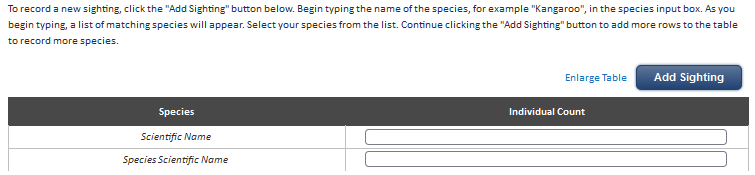 To record a new sighting, click the "Add Sighting" button below. Begin typing the name of the species, for example "Kangaroo", in the species input box. As you
begin typing, a list of matching species will appear. Select your species from the list. Continue clicking the "Add Sighting" button to add more rows to the table
to record more species.
Enlarge Table
Add Sighting
Species
Individual Count
Scientific Name
Species Scientific Name